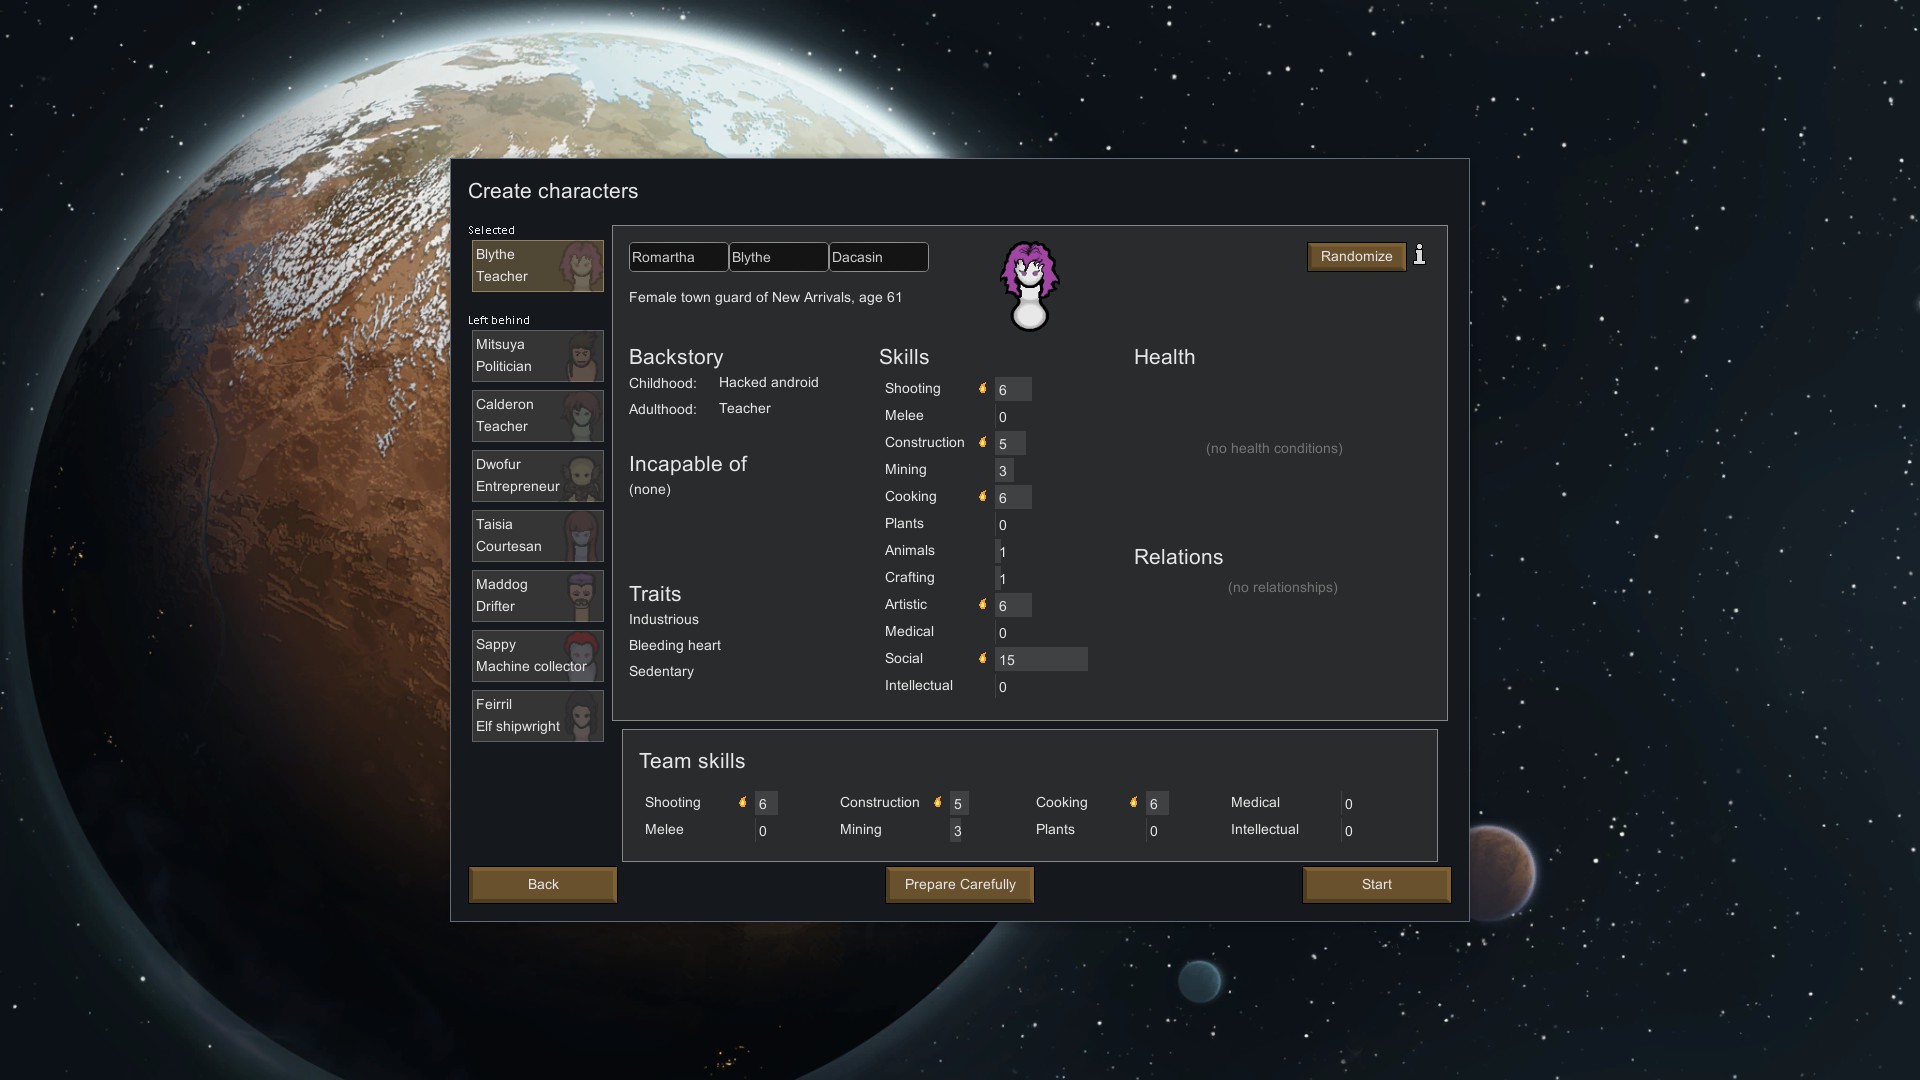 Create characters
Selected
Blythe
Teacher
Left behind
Mitsuya
Politician
Calderon
Teacher
Dwofur
Entrepreneur
Taisia
Courtesan
Maddog
Drifter
Sappy
Machine collector
Feirril
Elf shipwright
Romartha Blythe Dacasin
Randomize
Female town guard of New Arrivals, age 61
Backstory
Childhood: Hacked android
Adulthood: Teacher
Incapable of
(none)
Traits
Industrious
Bleeding heart
Sedentary
Skills
Shooting 6
Melee 0
Construction 5
Mining 3
Cooking 6
Plants 0
Animals 1
Crafting 1
Artistic 6
Medical 0
Social 15
Intellectual 0
Health
(no health conditions)
Relations
(no relationships)
Team skills
Shooting 6 Construction 5 Cooking 6 Medical 0
Melee 0 Mining 3 Plants 0 Intellectual 0
Back Prepare Carefully Start